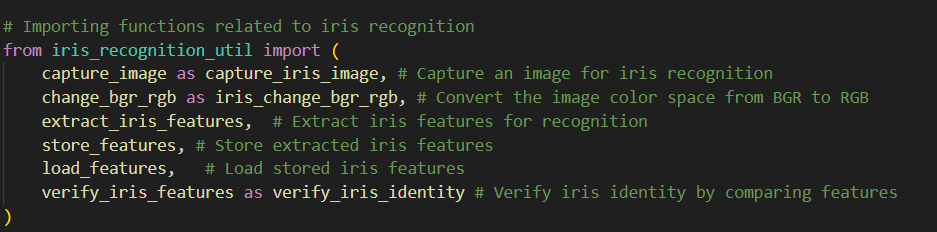 # Importing functions related to iris recognition
from iris_recognition_util import (
    capture_image as capture_iris_image, # Capture an image for iris recognition
    change_bgr_rgb as iris_change_bgr_rgb, # Convert the image color space from BGR to RGB
    extract_iris_features,  # Extract iris features for recognition
    store_features, # Store extracted iris features
    load_features,   # Load stored iris features
    verify_iris_features as verify_iris_identity # Verify iris identity by comparing features
)